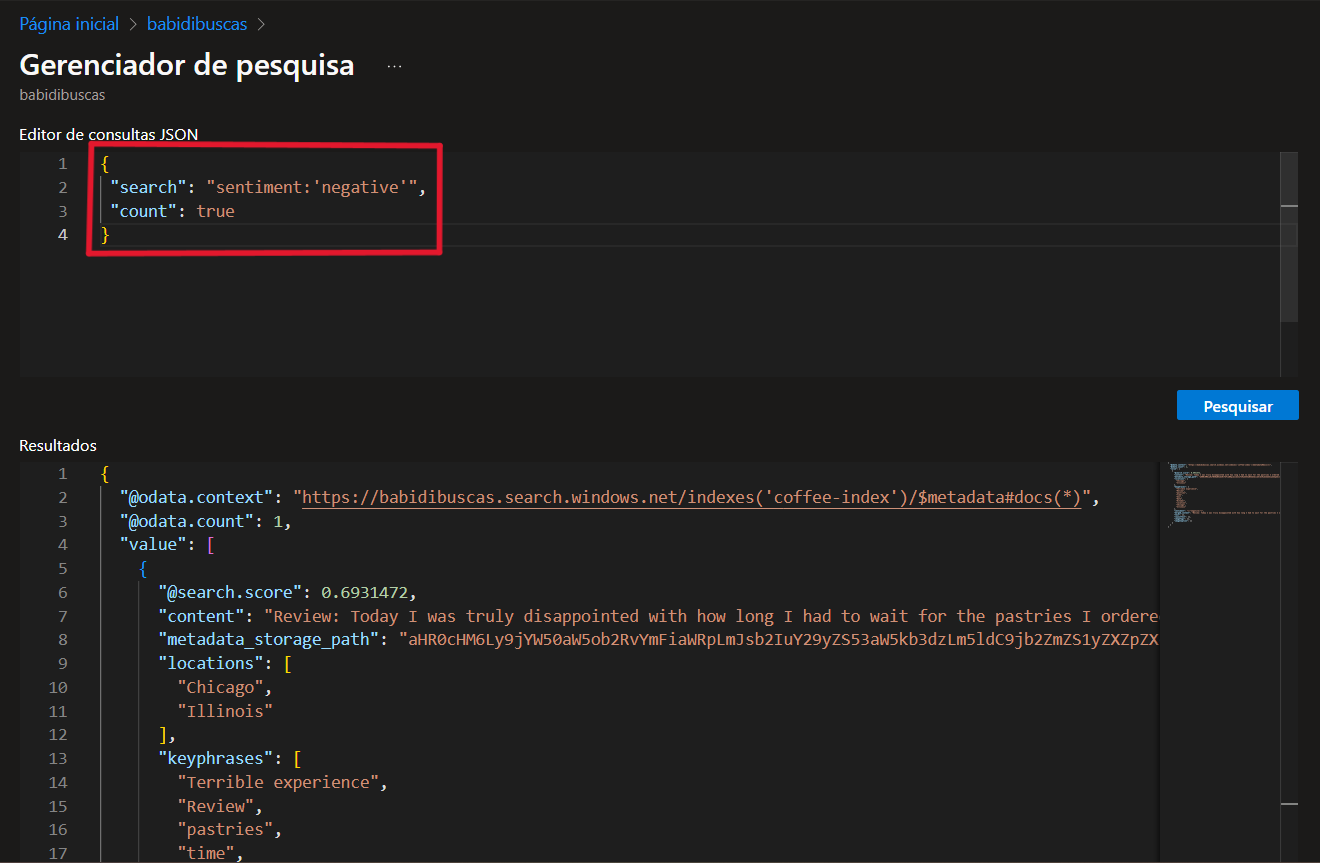 Página inicial > babidibuscas >
Gerenciador de pesquisa ...
babidibuscas
Editor de consultas JSON
1 {
2 "search": "sentiment:'negative'",
3 "count": true
4 }
Pesquisar
Resultados
1 {
2 "@odata.context": "https://babidibuscas.search.windows.net/indexes('coffee-index')/$metadata#docs(*)",
3 "@odata.count": 1,
4 "value": [
5 {
6 "@search.score": 0.6931472,
7 "content": "Review: Today I was truly disappointed with how long I had to wait for the pastries I ordere
8 "metadata_storage_path": "aHR0cHM6Ly9jYW50aW5ob2RvYmFiaWRpLmJsb2IuY29yZS53aW5kb3dzLm5ldC9jb2ZmZS1yZXZpZX
9 "locations": [
10 "Chicago",
11 "Illinois"
12 ],
13 "keyphrases": [
14 "Terrible experience",
15 "Review",
16 "pastries",
17 "time",